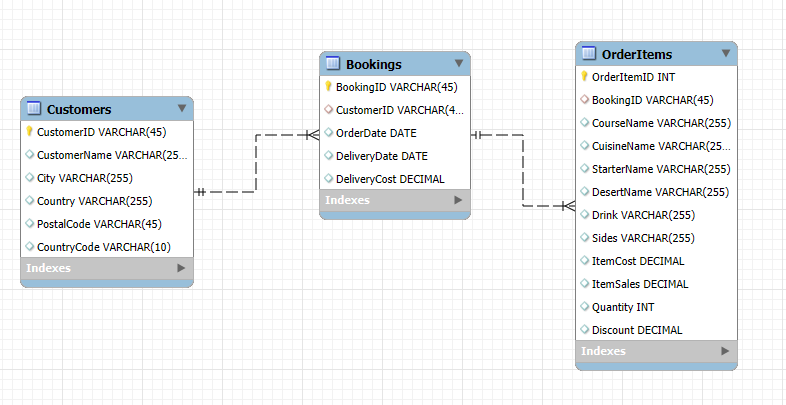 Customers
CustomerID VARCHAR(45)
CustomerName VARCHAR(25...
City VARCHAR(255)
Country VARCHAR(255)
PostalCode VARCHAR(45)
CountryCode VARCHAR(10)
Indexes
Bookings
BookingID VARCHAR(45)
CustomerID VARCHAR(4...
OrderDate DATE
DeliveryDate DATE
DeliveryCost DECIMAL
Indexes
OrderItems
OrderItemID INT
BookingID VARCHAR(45)
CourseName VARCHAR(255)
CuisineName VARCHAR(25...
StarterName VARCHAR(255)
DesertName VARCHAR(255)
Drink VARCHAR(255)
Sides VARCHAR(255)
ItemCost DECIMAL
ItemSales DECIMAL
Quantity INT
Discount DECIMAL
Indexes